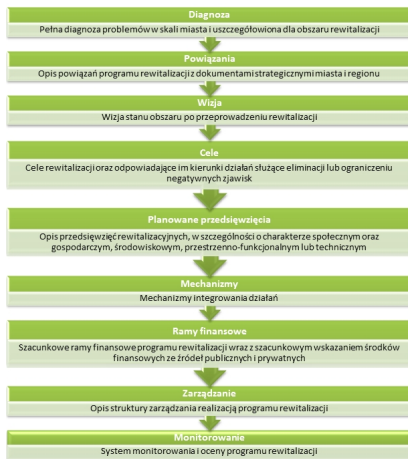 Diagnoza
Pełna diagnoza problemów w skali miasta i uszczegółowiona dla obszaru rewitalizacji
Powiązania
Opis powiązań programu rewitalizacji z dokumentami strategicznymi miasta i regionu
Wizja
Wizja stanu obszaru po przeprowadzeniu rewitalizacji
Cele
Cele rewitalizacji oraz odpowiadające im kierunki działań służące eliminacji lub ograniczeniu
negatywnych zjawisk
Planowane przedsięwzięcia
Opis przedsięwzięć rewitalizacyjnych, w szczególności o charakterze społecznym oraz
gospodarczym, środowiskowym, przestrzenno-funkcjonalnym lub technicznym
Mechanizmy
Mechanizmy integrowania działań
Ramy finansowe
Szacunkowe ramy finansowe programu rewitalizacji wraz z szacunkowym wskazaniem środków
finansowych ze źródeł publicznych i prywatnych
Zarządzanie
Opis struktury zarządzania realizacją programu rewitalizacji
Monitorowanie
System monitorowania i oceny programu rewitalizacji